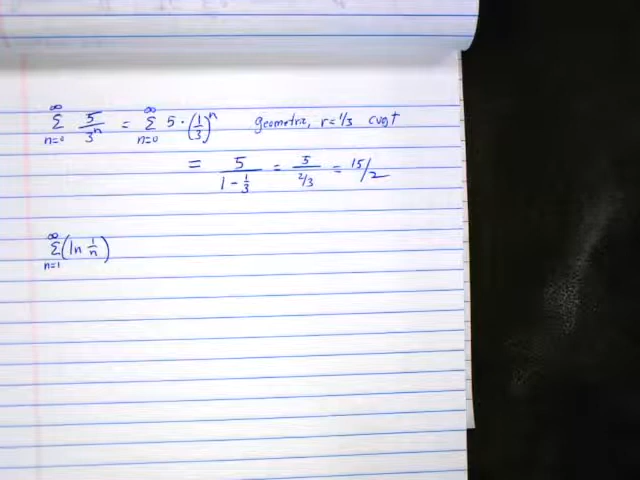 ∞ Σ n=0 5/3ⁿ = ∞ Σ n=0 5 · (1/3)ⁿ geometric, r = 1/3 cvgt
= 5/(1 - 1/3) = 5/(2/3) = 15/2
∞ Σ n=1 (ln 1/n)